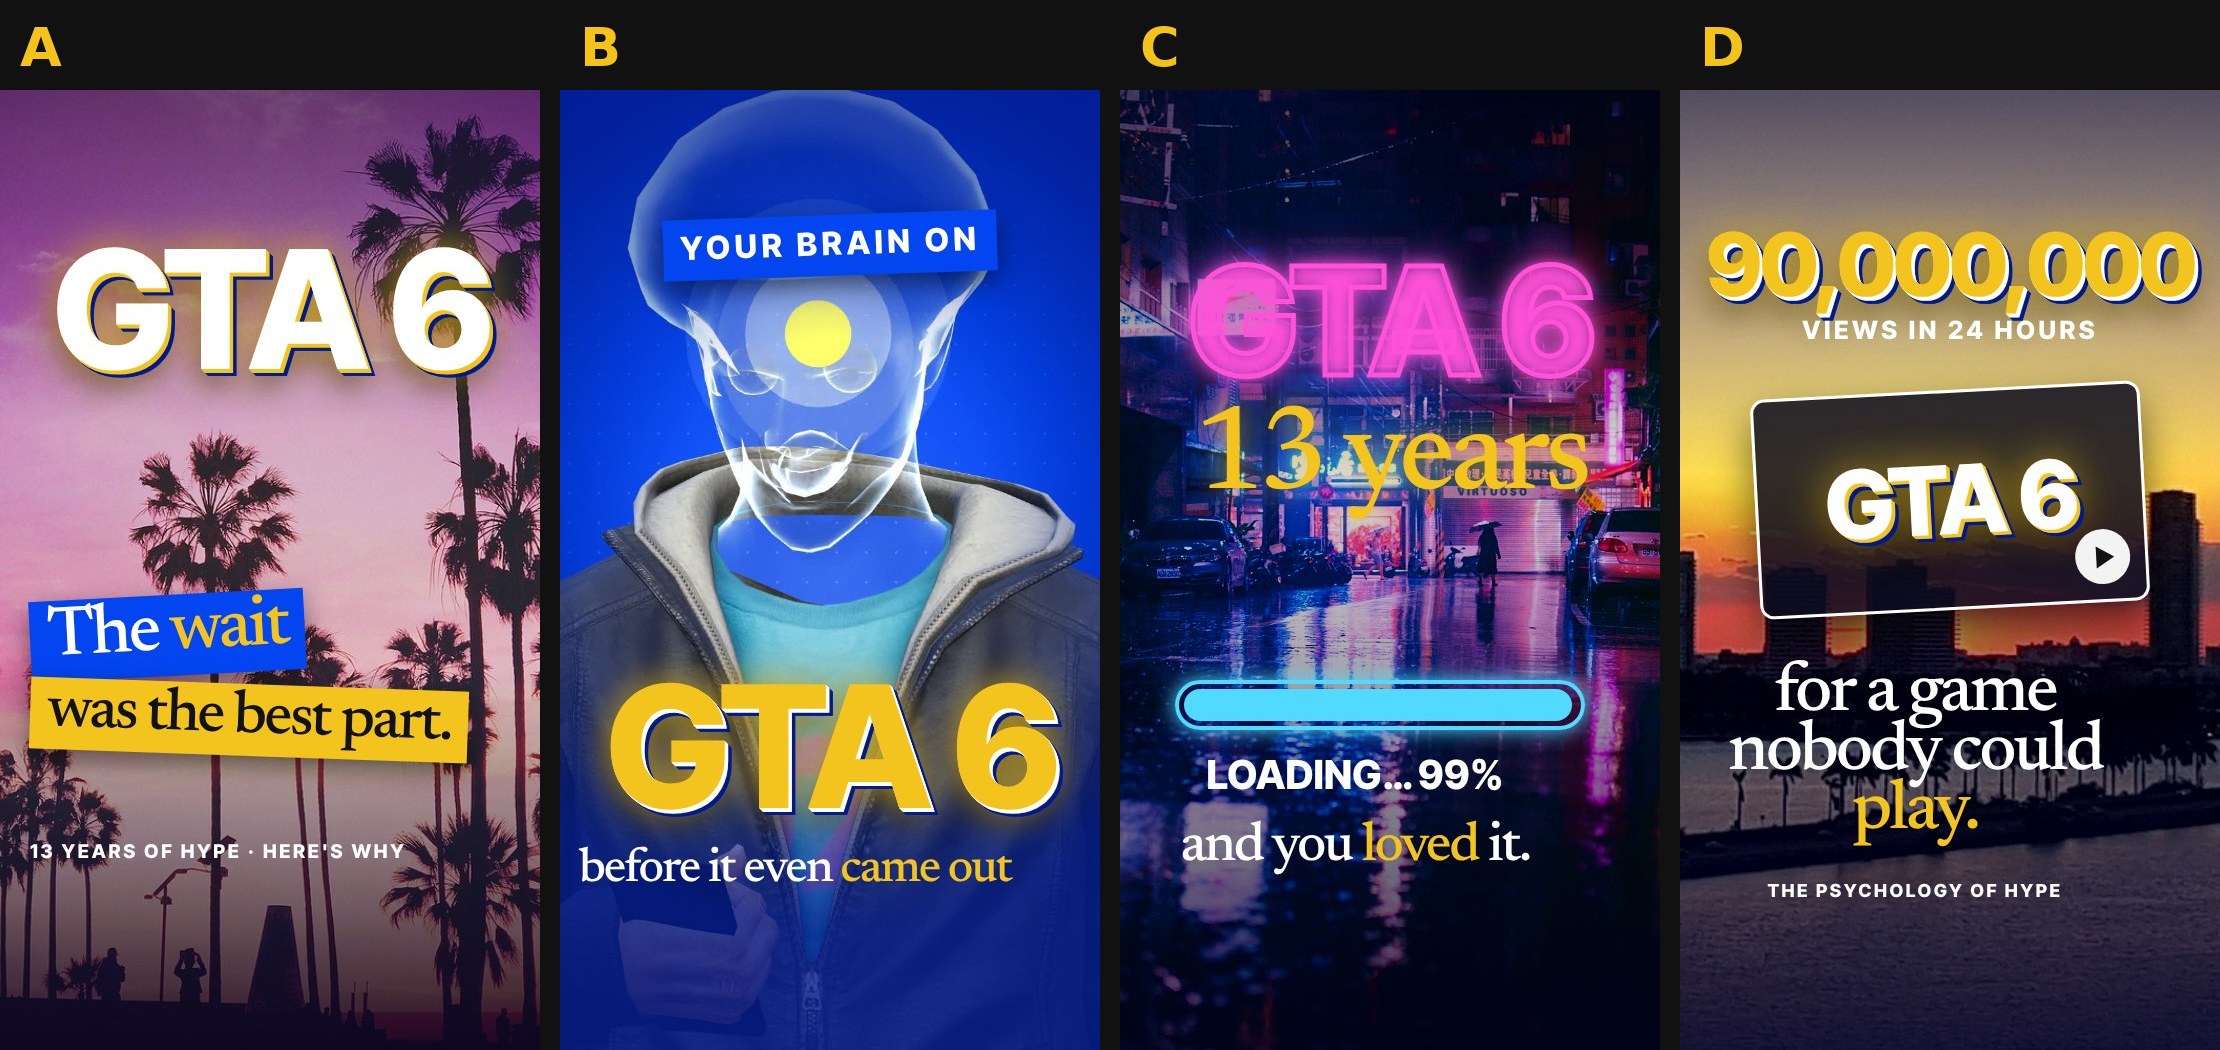 A
GTA 6
The wait
was the best part.
13 YEARS OF HYPE · HERE'S WHY
B
YOUR BRAIN ON
GTA 6
before it even came out
C
GTA 6
13 years
VIRTUOSO
LOADING... 99%
and you loved it.
D
90,000,000
VIEWS IN 24 HOURS
GTA 6
for a game
nobody could
play.
THE PSYCHOLOGY OF HYPE